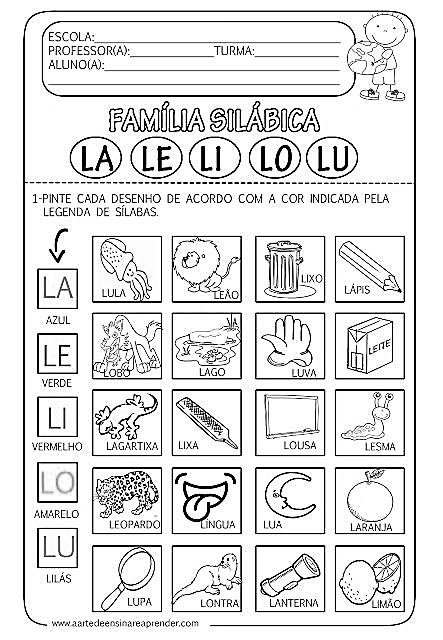 ESCOLA:
PROFESSOR(A): TURMA:
ALUNO(A):
FAMÍLIA SILÁBICA
LA LE LI LO LU
1-PINTE CADA DESENHO DE ACORDO COM A COR INDICADA PELA
LEGENDA DE SÍLABAS.
LA
AZUL
LE
VERDE
LI
VERMELHO
LO
AMARELO
LU
LILÁS
LULA
LEÃO
LIXO
LÁPIS
LOBO
LAGO
LUVA
LEITE
LAGARTIXA
LIXA
LOUSA
LESMA
LEOPARDO
LÍNGUA
LUA
LARANJA
LUPA
LONTRA
LANTERNA
LIMÃO
www.aartedeensinareaprender.com